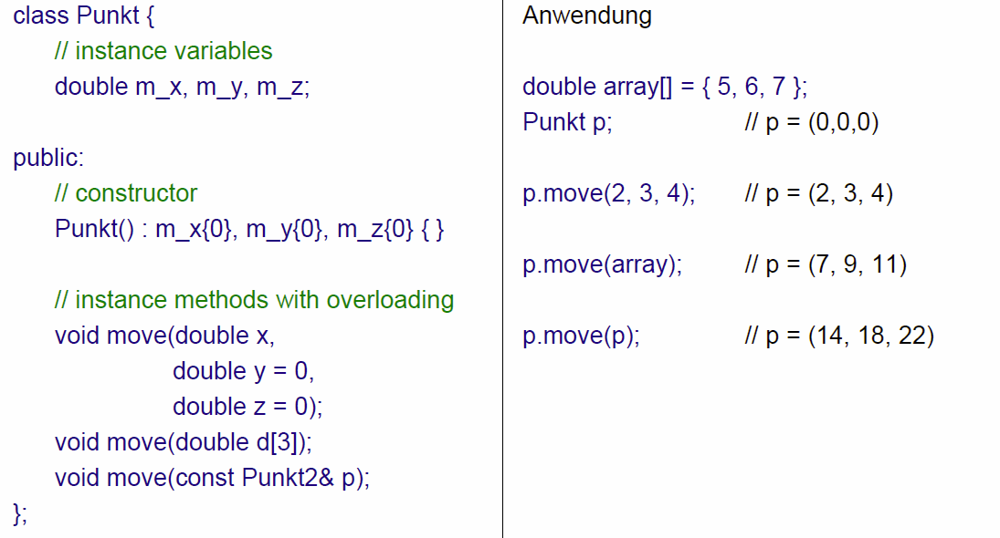 class Punkt {
// instance variables
double m_x, m_y, m_z;
public:
// constructor
Punkt() : m_x{0}, m_y{0}, m_z{0} { }
// instance methods with overloading
void move(double x,
double y = 0,
double z = 0);
void move(double d[3]);
void move(const Punkt2& p);
};
Anwendung
double array[] = { 5, 6, 7 };
Punkt p; // p = (0,0,0)
p.move(2, 3, 4); // p = (2, 3, 4)
p.move(array); // p = (7, 9, 11)
p.move(p); // p = (14, 18, 22)